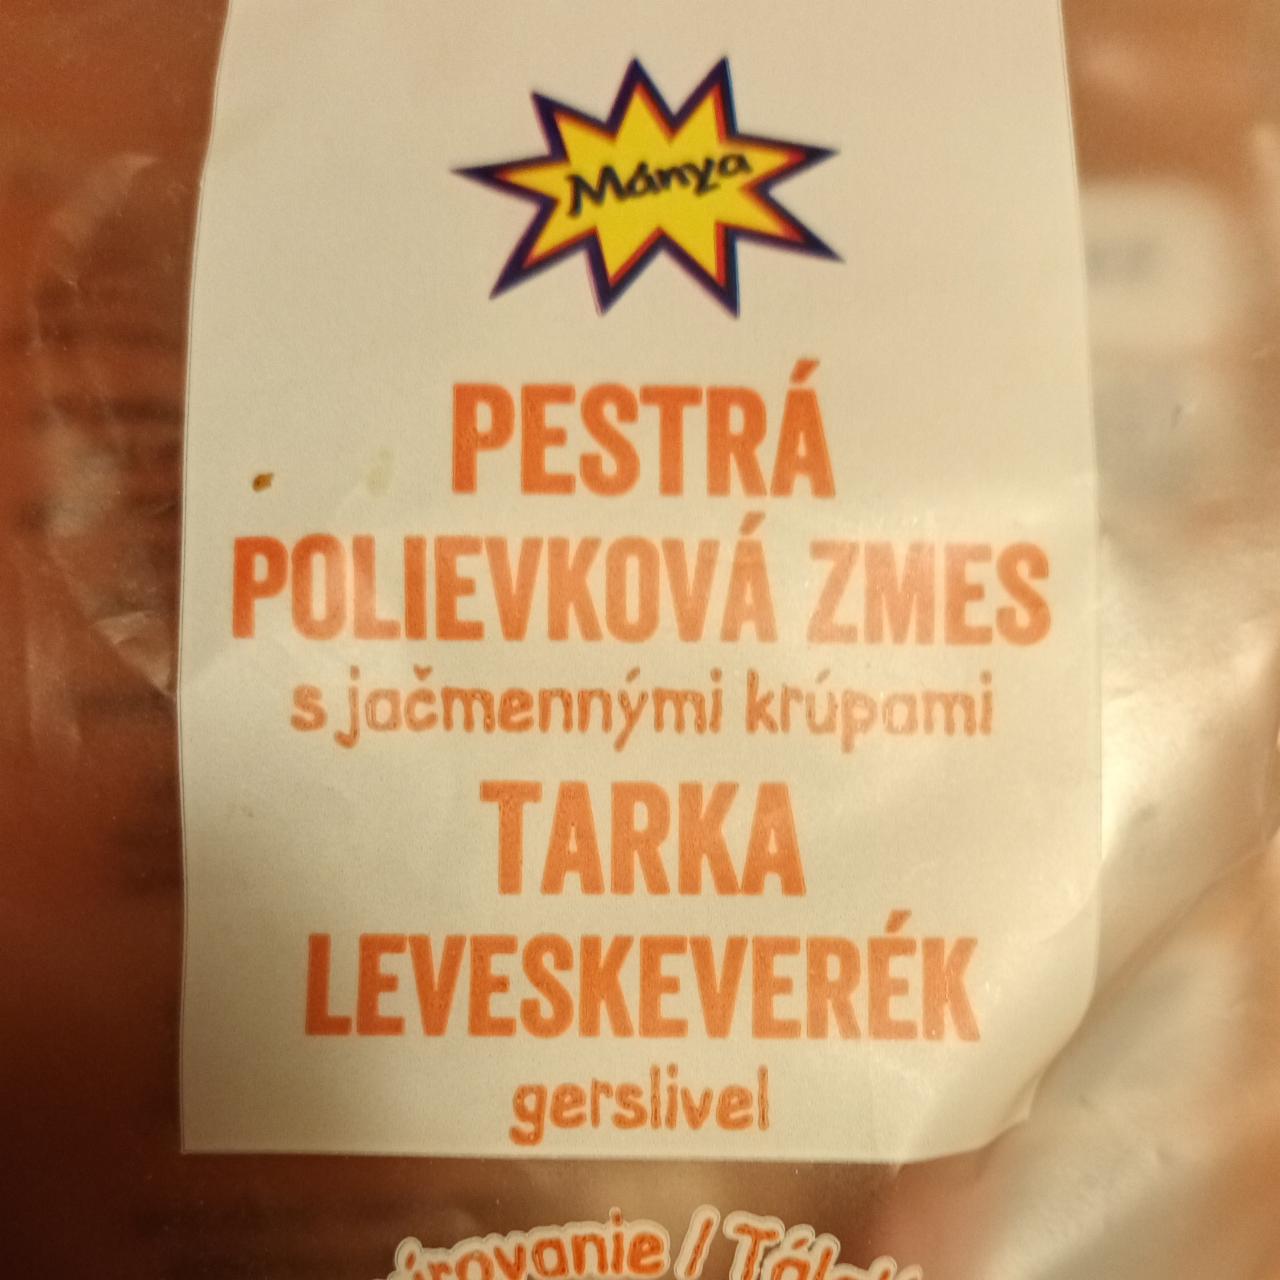 Mánya
PESTRÁ
POLIEVKOVÁ ZMES
s jačmennými krúpami
TARKA
LEVESKEVERÉK
gerslivel